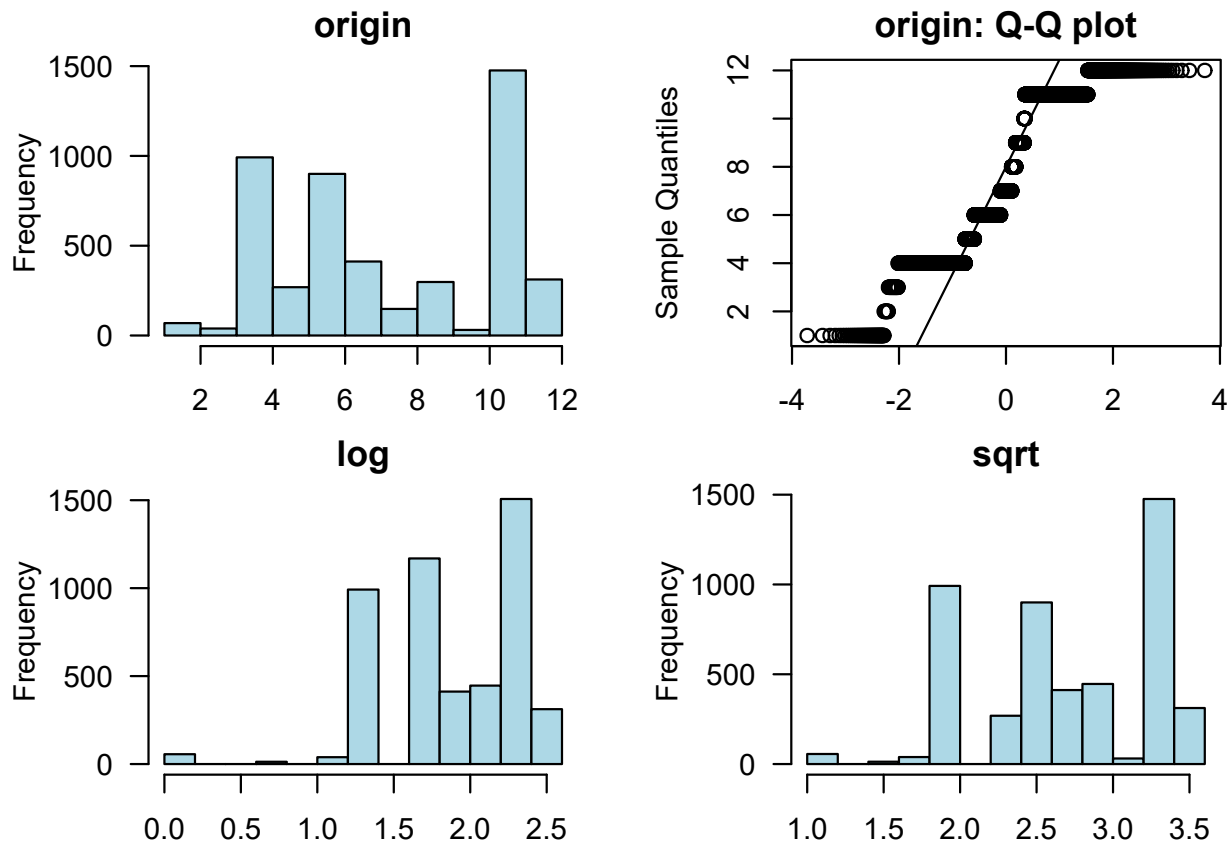 origin
Frequency
0 500 1000 1500
2 4 6 8 10 12
origin: Q-Q plot
Sample Quantiles
2 4 6 8 12
-4 -2 0 2 4
log
Frequency
0 500 1000 1500
0.0 0.5 1.0 1.5 2.0 2.5
sqrt
Frequency
0 500 1000 1500
1.0 1.5 2.0 2.5 3.0 3.5